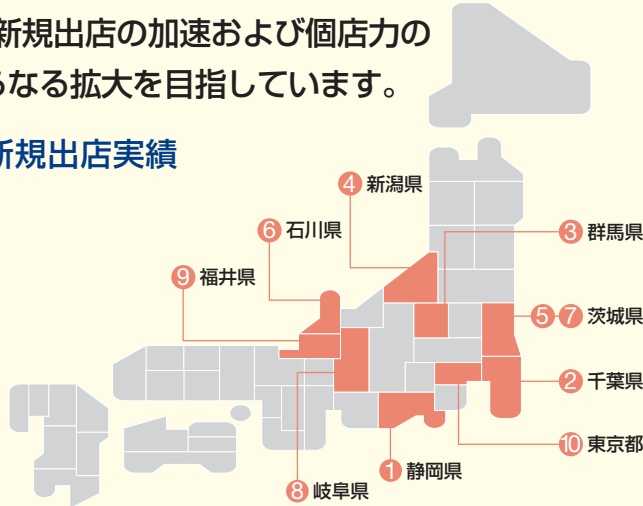 新規出店の加速および個店力の
らなる拡大を目指しています。
新規出店実績
④ 新潟県
③ 群馬県
⑥ 石川県
⑨ 福井県
⑤ ⑦ 茨城県
② 千葉県
⑩ 東京都
① 静岡県
⑧ 岐阜県